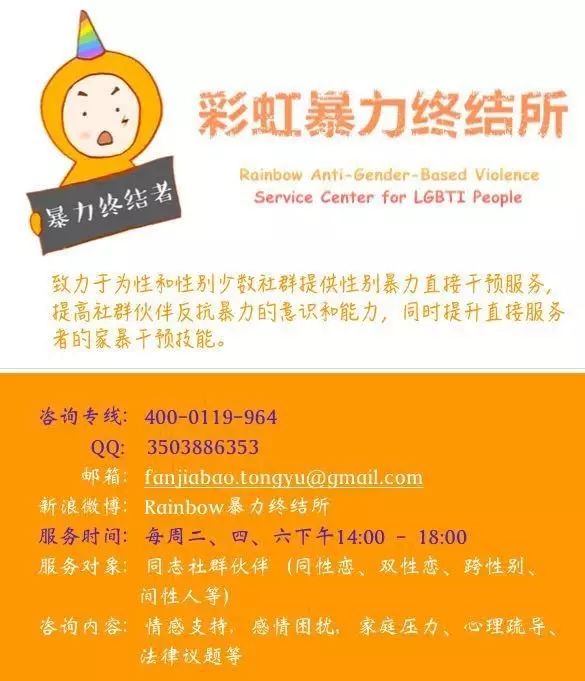 彩虹暴力终结所
Rainbow Anti-Gender-Based Violence
Service Center for LGBTI People
暴力终结者
致力于为性和性别少数社群提供性别暴力直接干预服务,
提高社群伙伴反抗暴力的意识和能力, 同时提升直接服务
者的家暴干预技能。
咨询专线: 400-0119-964
QQ: 3503886353
邮箱: fanjiabao.tongyu@gmail.com
新浪微博: Rainbow暴力终结所
服务时间: 每周二、四、六下午14:00 - 18:00
服务对象: 同志社群伙伴 (同性恋、双性恋、跨性别、
间性人等)
咨询内容: 情感支持, 感情困扰, 家庭压力、心理疏导、
法律议题等